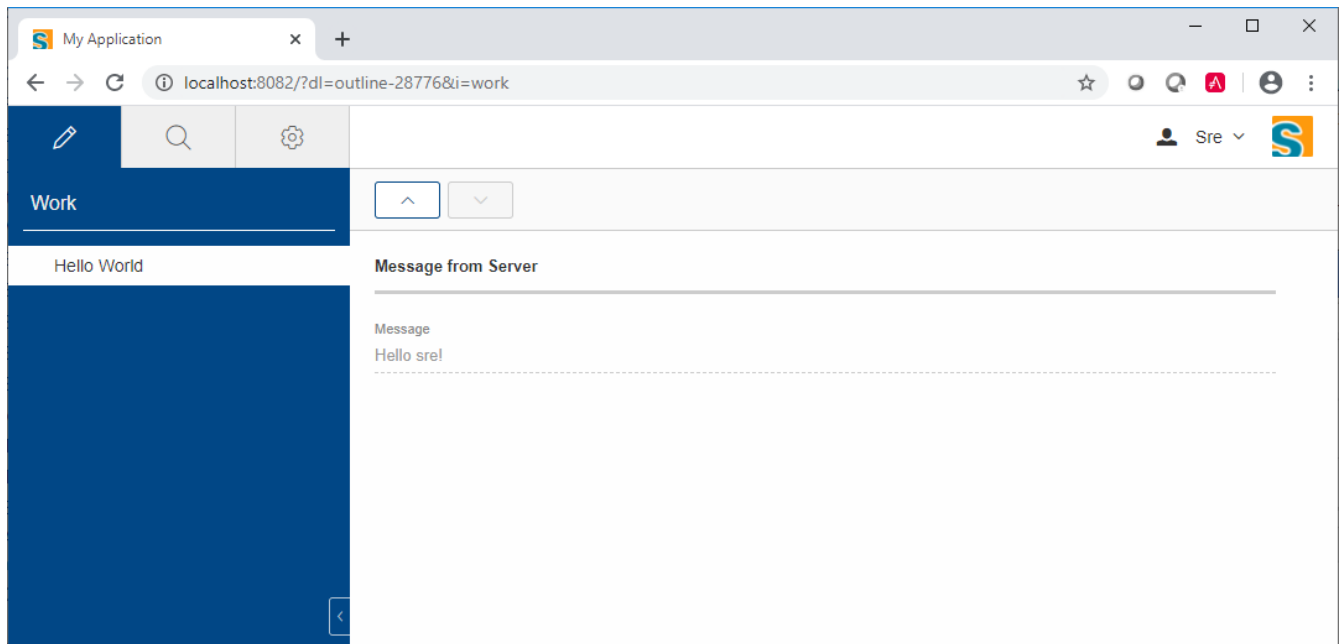 My Application
localhost:8082/?dl=outline-28776&i=work
Sre
Work
Hello World
Message from Server
Message
Hello sre!